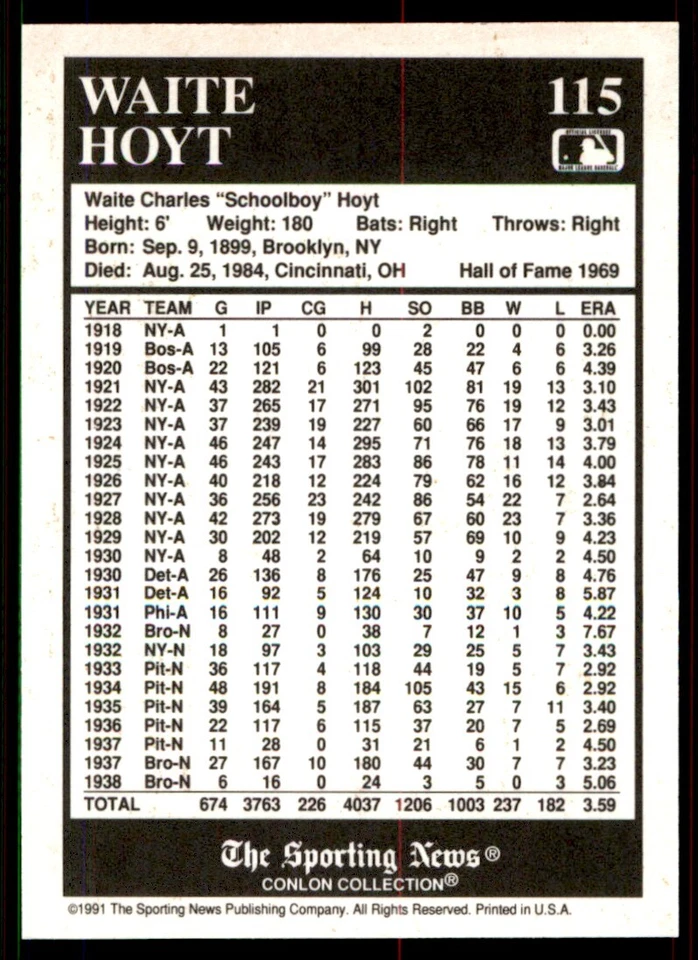 WAITE 115
HOYT
OFFICIAL LICENSEE
MAJOR LEAGUE BASEBALL
Waite Charles "Schoolboy" Hoyt
Height: 6' Weight: 180 Bats: Right Throws: Right
Born: Sep. 9, 1899, Brooklyn, NY
Died: Aug. 25, 1984, Cincinnati, OH Hall of Fame 1969
YEAR TEAM G IP CG H SO BB W L ERA
1918 NY-A 1 1 0 0 2 0 0 0 0.00
1919 Bos-A 13 105 6 99 28 22 4 6 3.26
1920 Bos-A 22 121 6 123 45 47 6 6 4.39
1921 NY-A 43 282 21 301 102 81 19 13 3.10
1922 NY-A 37 265 17 271 95 76 19 12 3.43
1923 NY-A 37 239 19 227 60 66 17 9 3.01
1924 NY-A 46 247 14 295 71 76 18 13 3.79
1925 NY-A 46 243 17 283 86 78 11 14 4.00
1926 NY-A 40 218 12 224 79 62 16 12 3.84
1927 NY-A 36 256 23 242 86 54 22 7 2.64
1928 NY-A 42 273 19 279 67 60 23 7 3.36
1929 NY-A 30 202 12 219 57 69 10 9 4.23
1930 NY-A 8 48 2 64 10 9 2 2 4.50
1930 Det-A 26 136 8 176 25 47 9 8 4.76
1931 Det-A 16 92 5 124 10 32 3 8 5.87
1931 Phi-A 16 111 9 130 30 37 10 5 4.22
1932 Bro-N 8 27 0 38 7 12 1 3 7.67
1932 NY-N 18 97 3 103 29 25 5 7 3.43
1933 Pit-N 36 117 4 118 44 19 5 7 2.92
1934 Pit-N 48 191 8 184 105 43 15 6 2.92
1935 Pit-N 39 164 5 187 63 27 7 11 3.40
1936 Pit-N 22 117 6 115 37 20 7 5 2.69
1937 Pit-N 11 28 0 31 21 6 1 2 4.50
1937 Bro-N 27 167 10 180 44 30 7 7 3.23
1938 Bro-N 6 16 0 24 3 5 0 3 5.06
TOTAL 674 3763 226 4037 1206 1003 237 182 3.59
The Sporting News®
CONLON COLLECTION®
©1991 The Sporting News Publishing Company. All Rights Reserved. Printed in U.S.A.